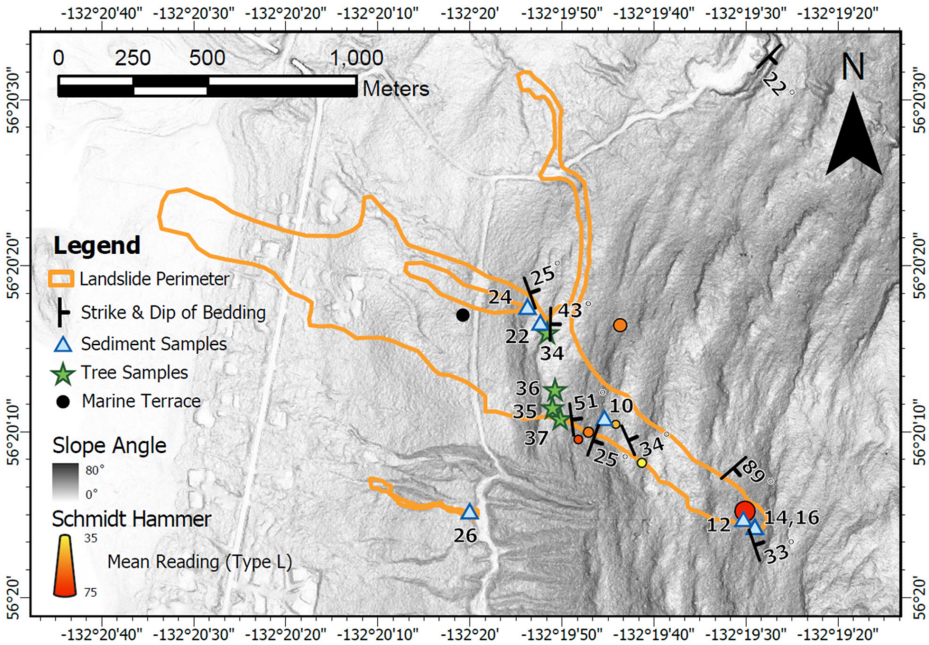 -132°20'40" -132°20'30" -132°20'10" -132°20' -132°19'50" -132°19'40" -132°19'30" -132°19'20"
0 250 500 1,000
Meters
N
56°20'30"
56°20'30"
22°
56°20'20"
56°20'20"
Legend
Landslide Perimeter
Strike & Dip of Bedding
Sediment Samples
Tree Samples
Marine Terrace
25°
24
43°
22
34
36
35
37
51°
10
25°
34°
89°
56°20'10"
56°20'10"
Slope Angle
80°
0°
Schmidt Hammer
35
Mean Reading (Type L)
75
12
14,16
33°
26
56°20'
56°20'
-132°20'40" -132°20'30" -132°20'10" -132°20' -132°19'50" -132°19'40" -132°19'30" -132°19'20"